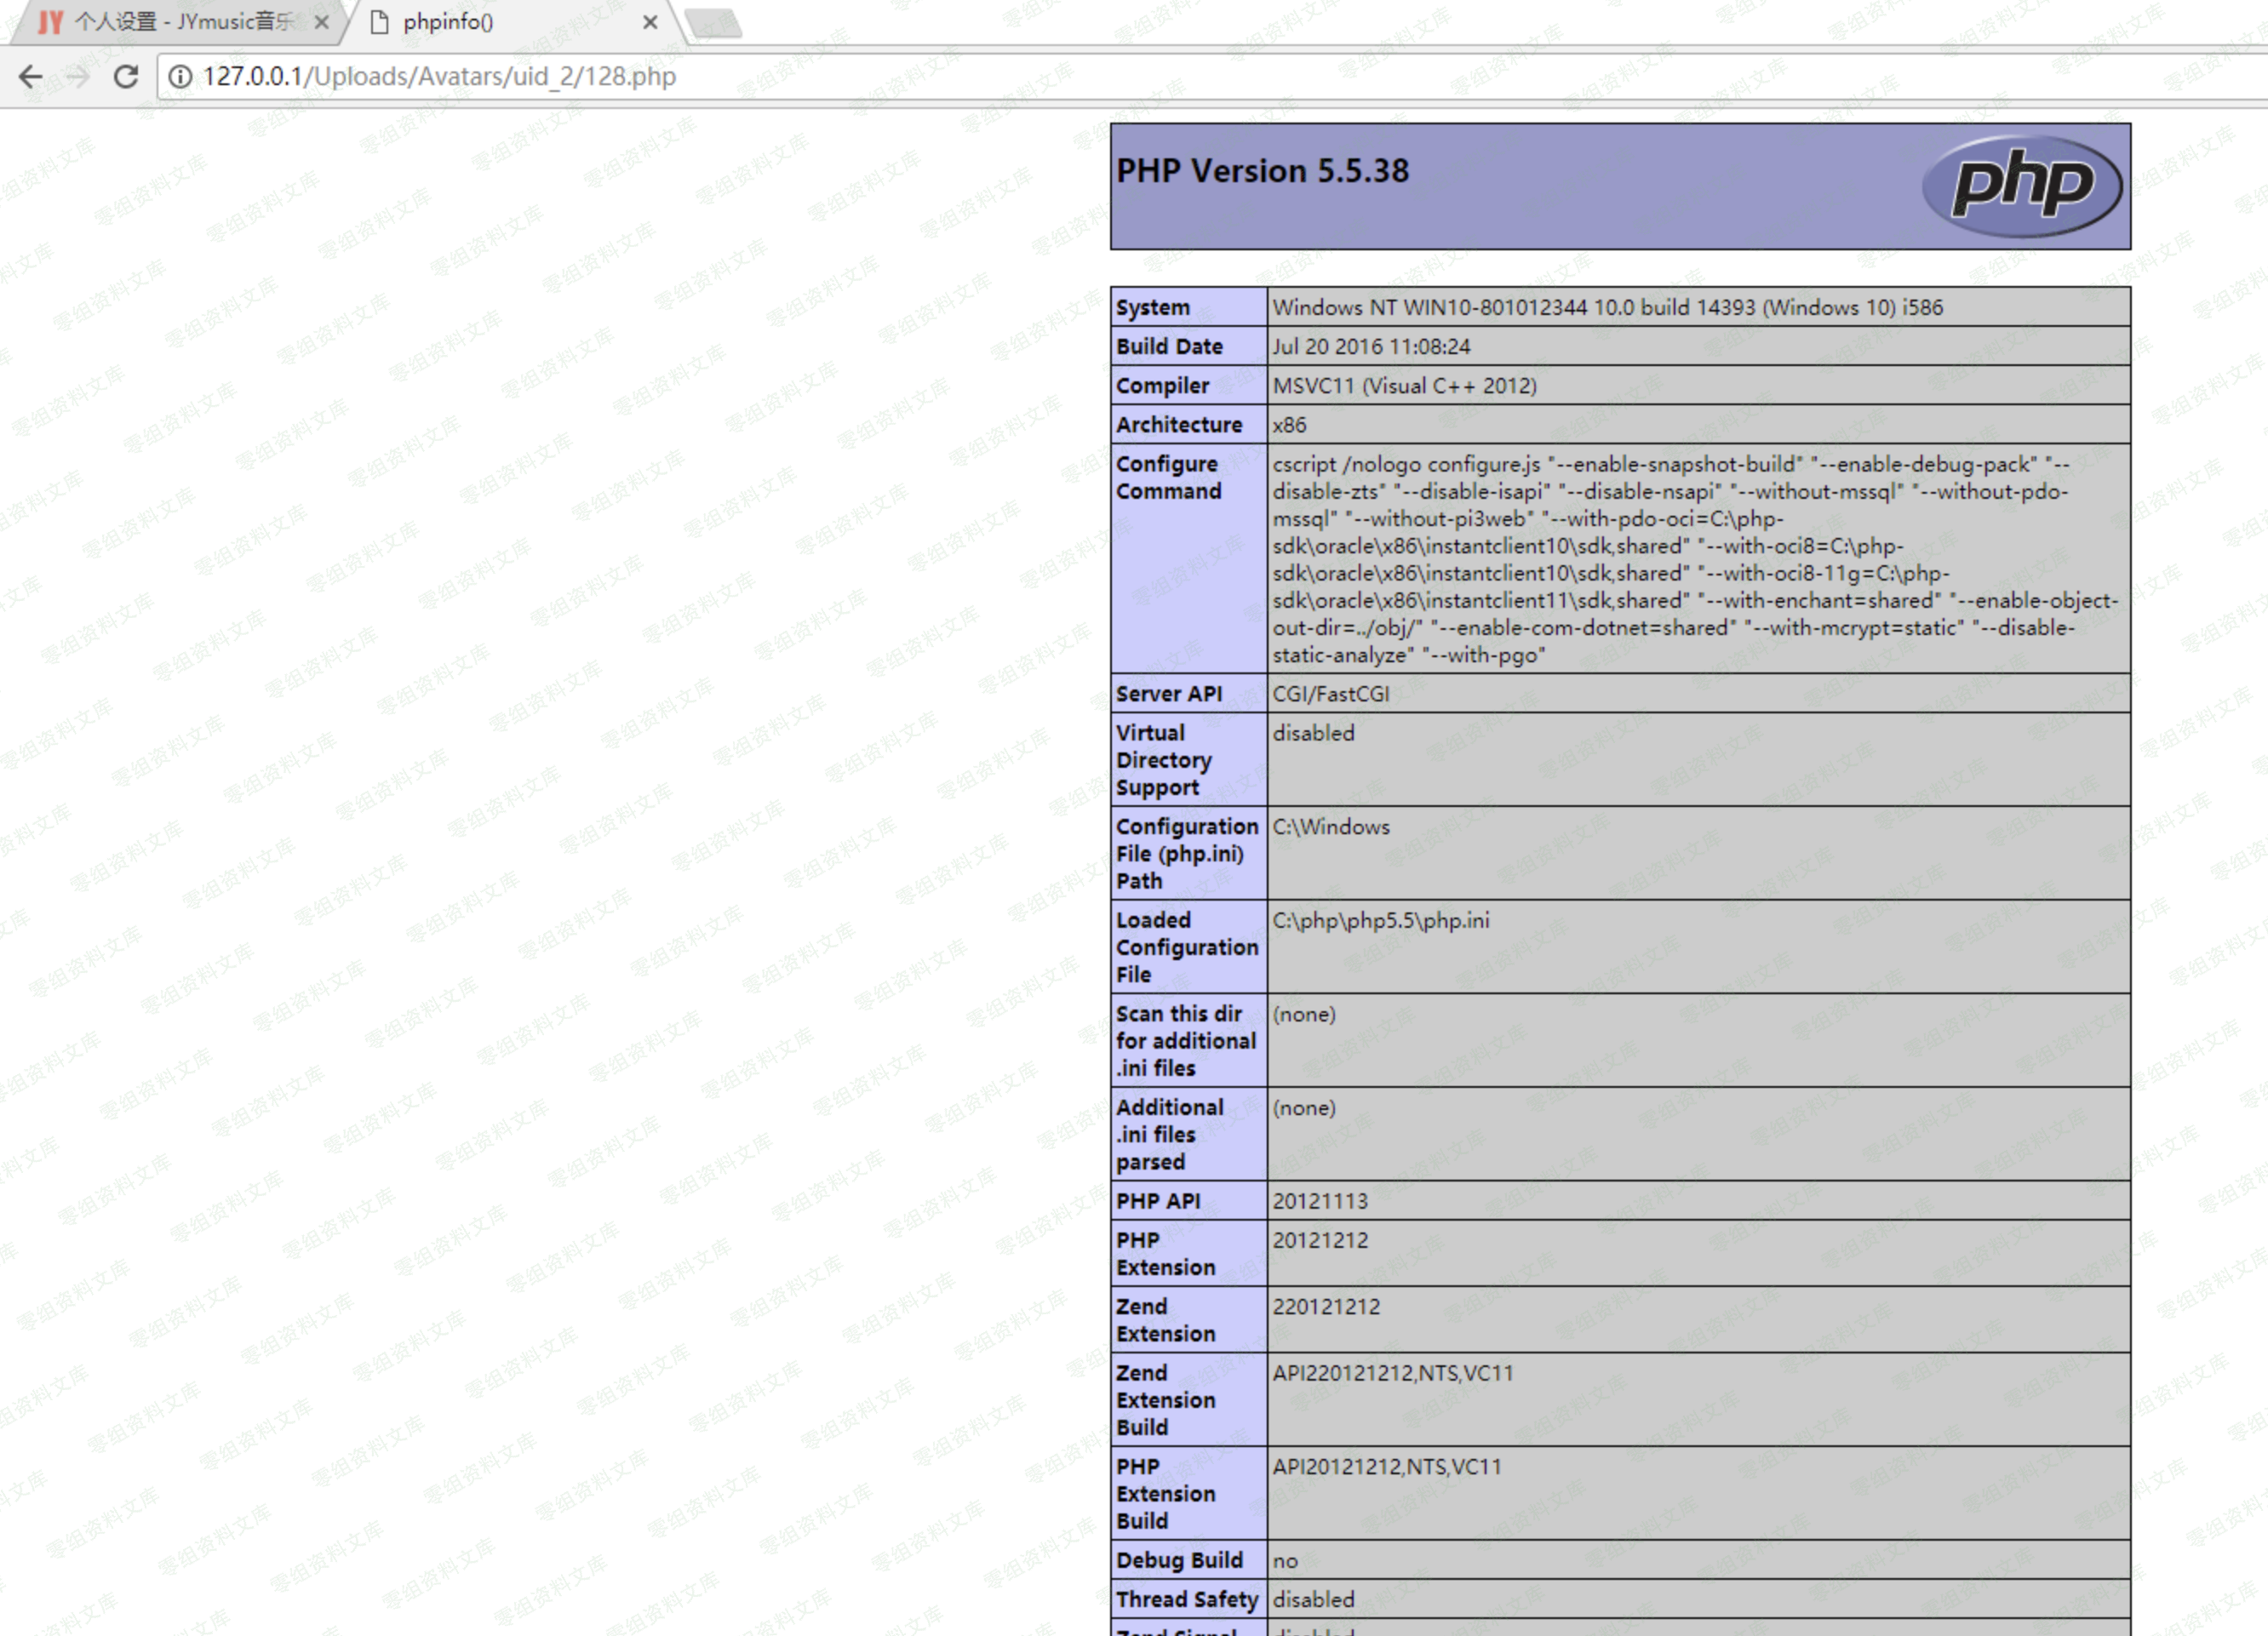 JY 个人设置 - JYmusic音乐
phpinfo()
127.0.0.1/Uploads/Avatars/uid_2/128.php
PHP Version 5.5.38
php
System Windows NT WIN10-801012344 10.0 build 14393 (Windows 10) i586
Build Date Jul 20 2016 11:08:24
Compiler MSVC11 (Visual C++ 2012)
Architecture x86
Configure Command cscript /nologo configure.js "--enable-snapshot-build" "--enable-debug-pack" "--
disable-zts" "--disable-isapi" "--disable-nsapi" "--without-mssql" "--without-pdo-
mssql" "--without-pi3web" "--with-pdo-oci=C:\php-
sdk\oracle\x86\instantclient10\sdk,shared" "--with-oci8=C:\php-
sdk\oracle\x86\instantclient10\sdk,shared" "--with-oci8-11g=C:\php-
sdk\oracle\x86\instantclient11\sdk,shared" "--with-enchant=shared" "--enable-object-
out-dir=../obj/" "--enable-com-dotnet=shared" "--with-mcrypt=static" "--disable-
static-analyze" "--with-pgo"
Server API CGI/FastCGI
Virtual Directory Support disabled
Configuration File (php.ini) Path C:\Windows
Loaded Configuration File C:\php\php5.5\php.ini
Scan this dir for additional .ini files (none)
Additional .ini files parsed (none)
PHP API 20121113
PHP Extension 20121212
Zend Extension 220121212
Zend Extension Build API220121212,NTS,VC11
PHP Extension Build API20121212,NTS,VC11
Debug Build no
Thread Safety disabled
零组资料文库